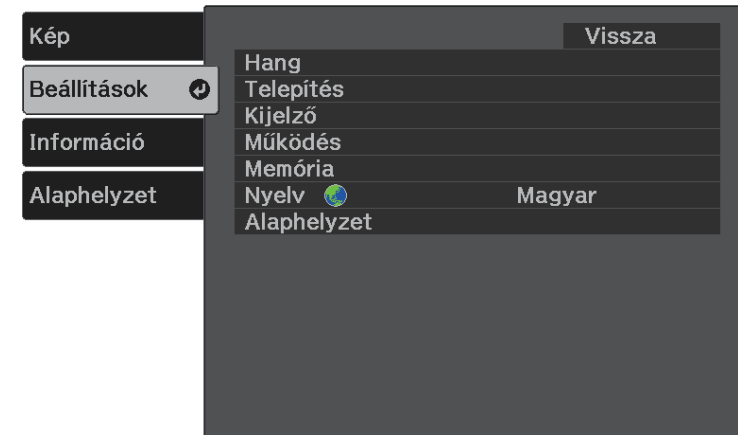 Kép
Beállítások
Információ
Alaphelyzet
Vissza
Hang
Telepítés
Kijelző
Működés
Memória
Nyelv Magyar
Alaphelyzet